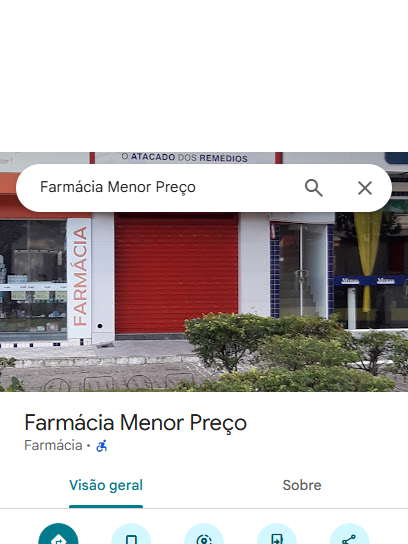 O ATACADO DOS REMÉDIOS
Farmácia Menor Preço
FARMÁCIA
Farmácia Menor Preço
Farmácia ·
Visão geral
Sobre